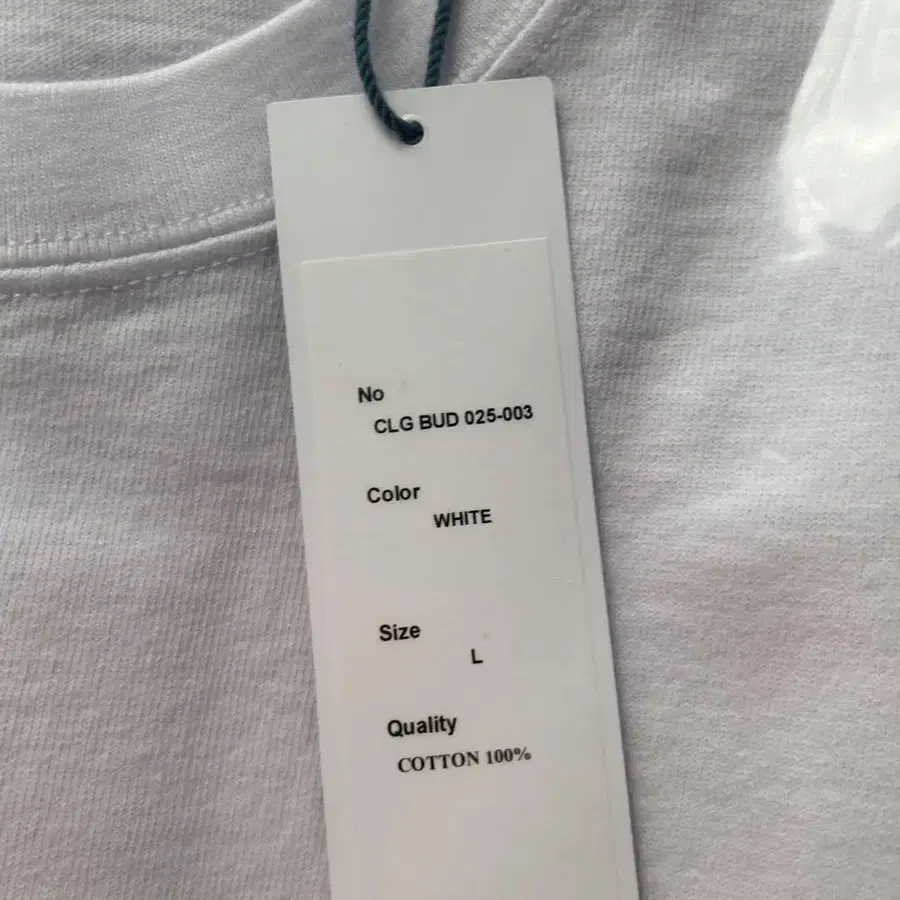 No
CLG BUD 025-003
Color
WHITE
Size
L
Quality
COTTON 100%